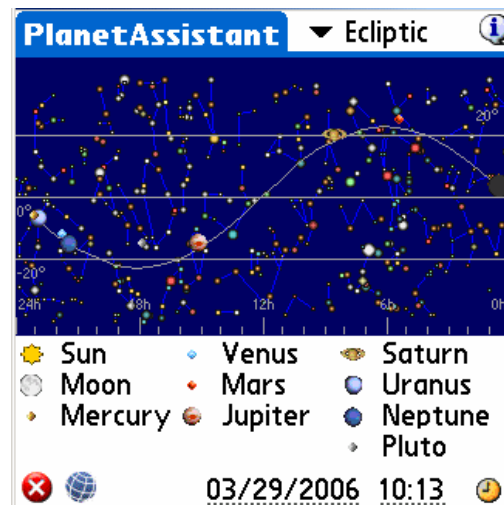 PlanetAssistant Ecliptic
20°
0°
-20°
24h 18h 12h 6h 0h
Sun Venus Saturn
Moon Mars Uranus
Mercury Jupiter Neptune
Pluto
03/29/2006 10:13